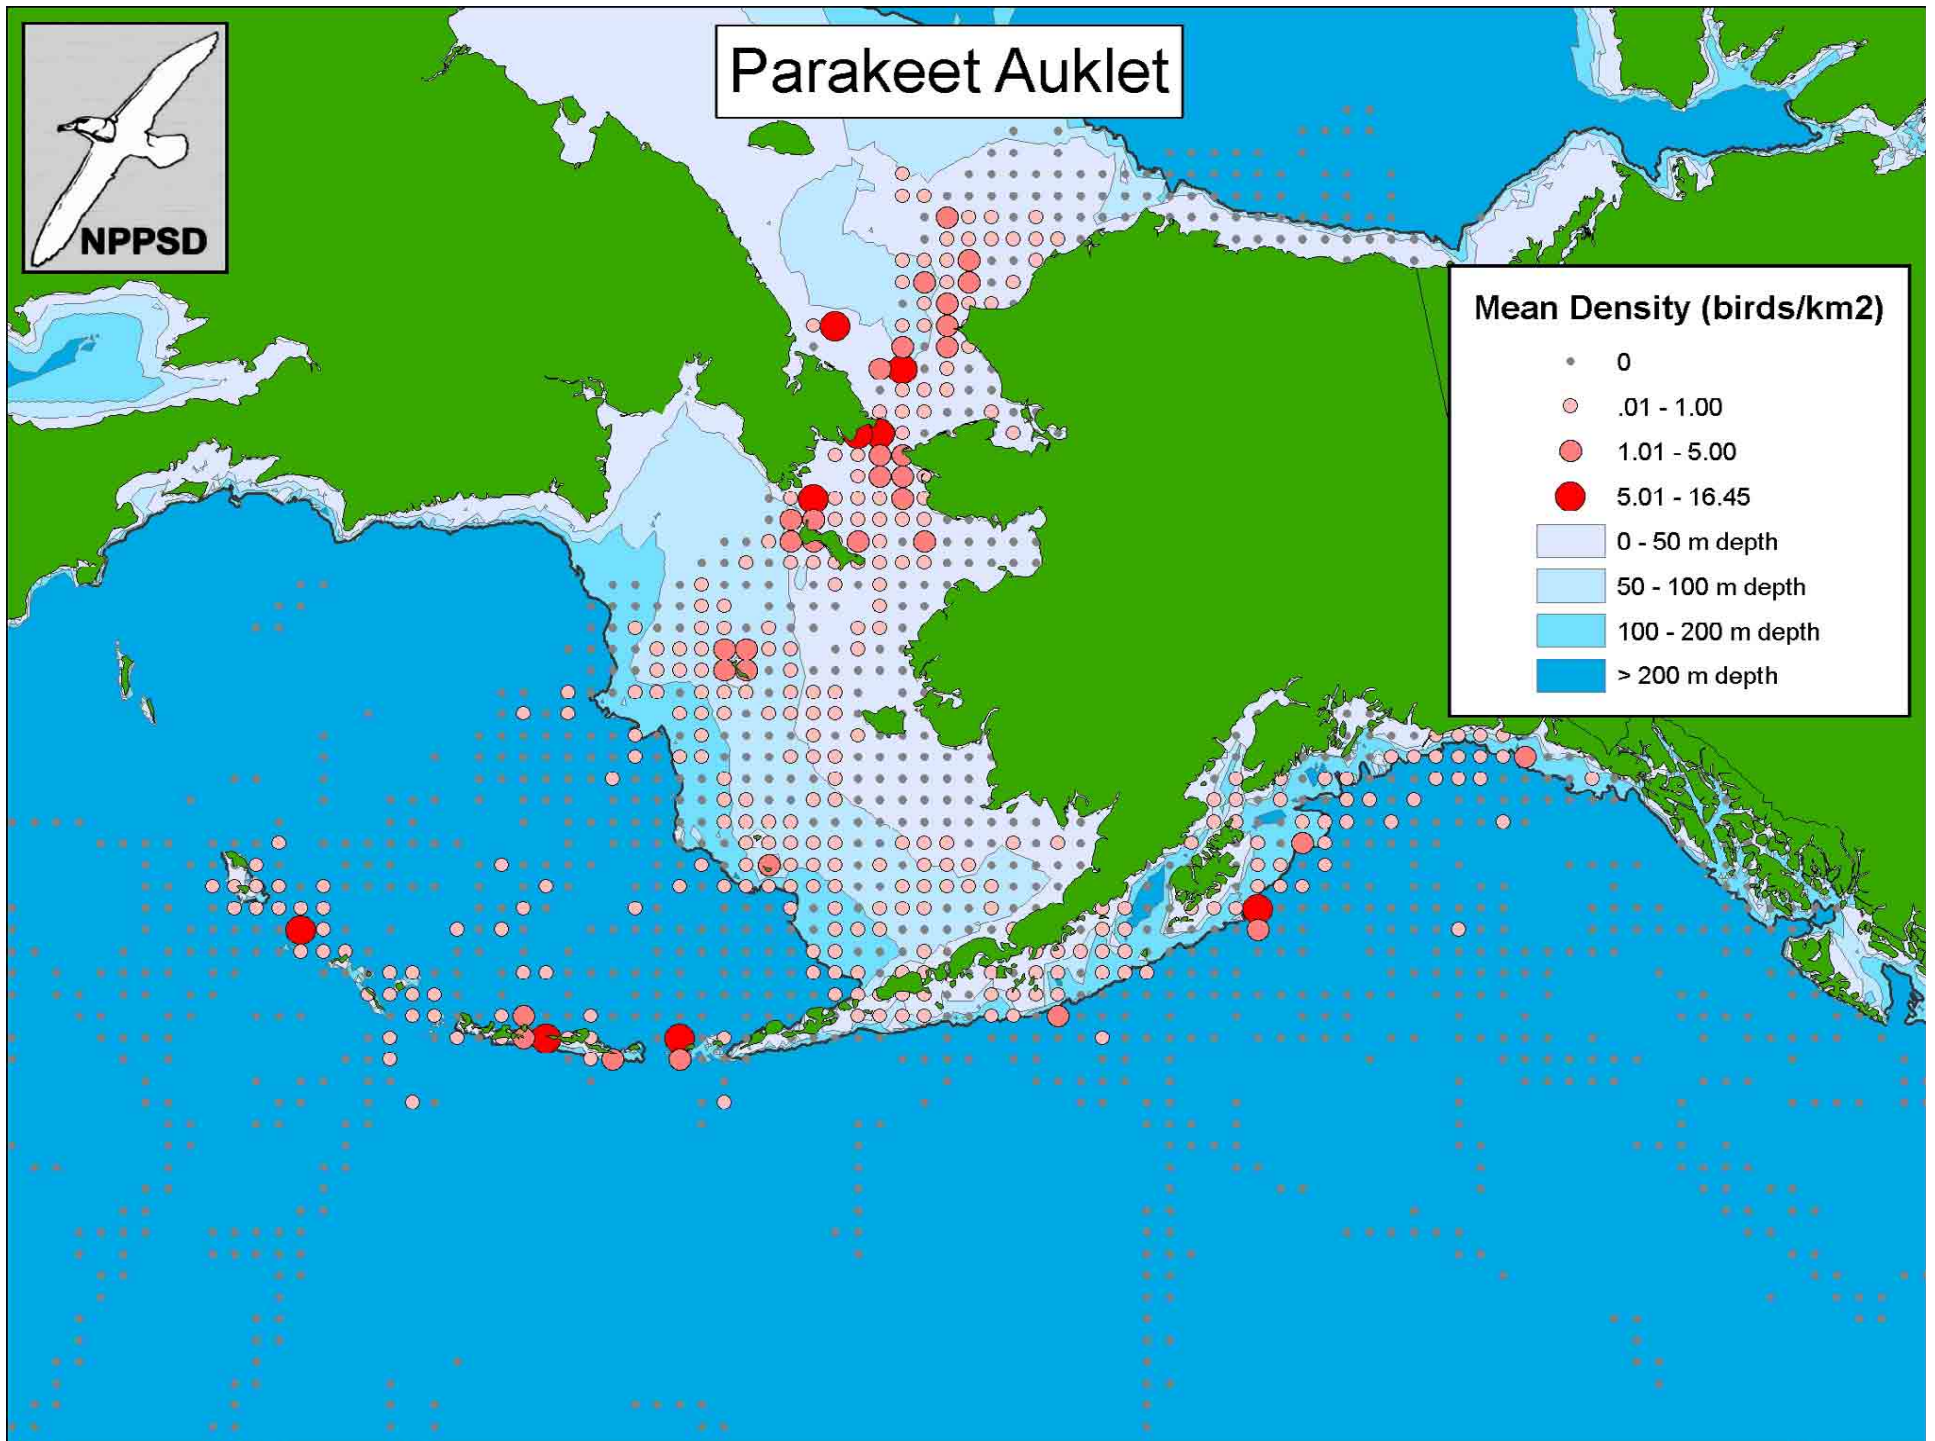 Parakeet Auklet
NPPSD
Mean Density (birds/km2)
0
.01 - 1.00
1.01 - 5.00
5.01 - 16.45
0 - 50 m depth
50 - 100 m depth
100 - 200 m depth
> 200 m depth